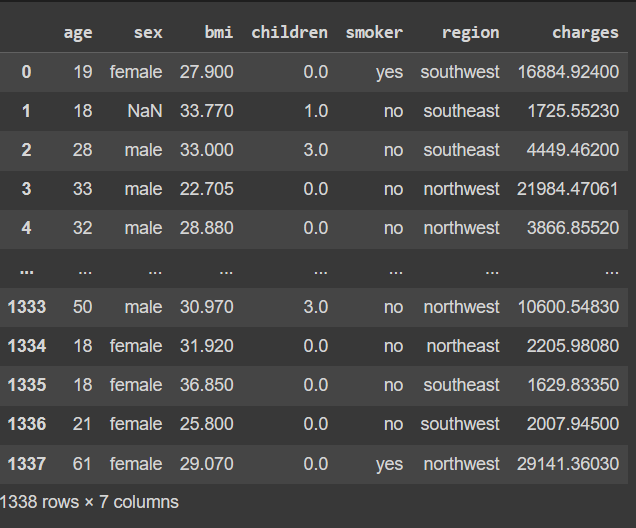 age sex bmi children smoker region charges
0 19 female 27.900 0.0 yes southwest 16884.92400
1 18 NaN 33.770 1.0 no southeast 1725.55230
2 28 male 33.000 3.0 no southeast 4449.46200
3 33 male 22.705 0.0 no northwest 21984.47061
4 32 male 28.880 0.0 no northwest 3866.85520
... ... ... ... ... ... ... ...
1333 50 male 30.970 3.0 no northwest 10600.54830
1334 18 female 31.920 0.0 no northeast 2205.98080
1335 18 female 36.850 0.0 no southeast 1629.83350
1336 21 female 25.800 0.0 no southwest 2007.94500
1337 61 female 29.070 0.0 yes northwest 29141.36030
1338 rows × 7 columns